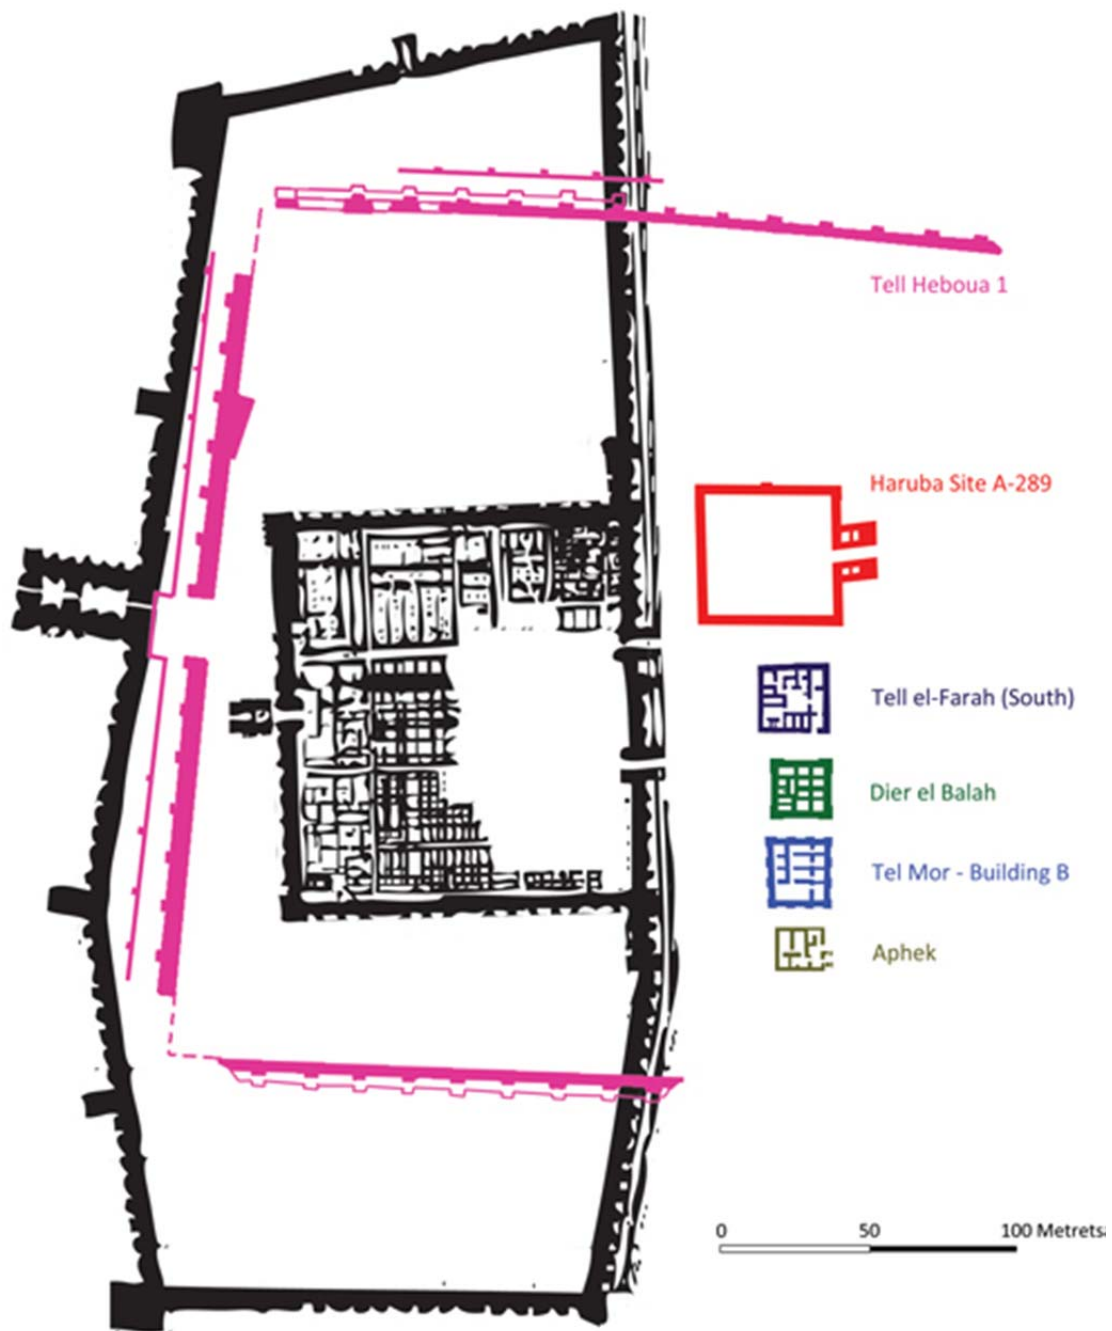 Tell Heboua 1
Haruba Site A-289
Tell el-Farah (South)
Dier el Balah
Tel Mor - Building B
Aphek
0 50 100 Metretsa